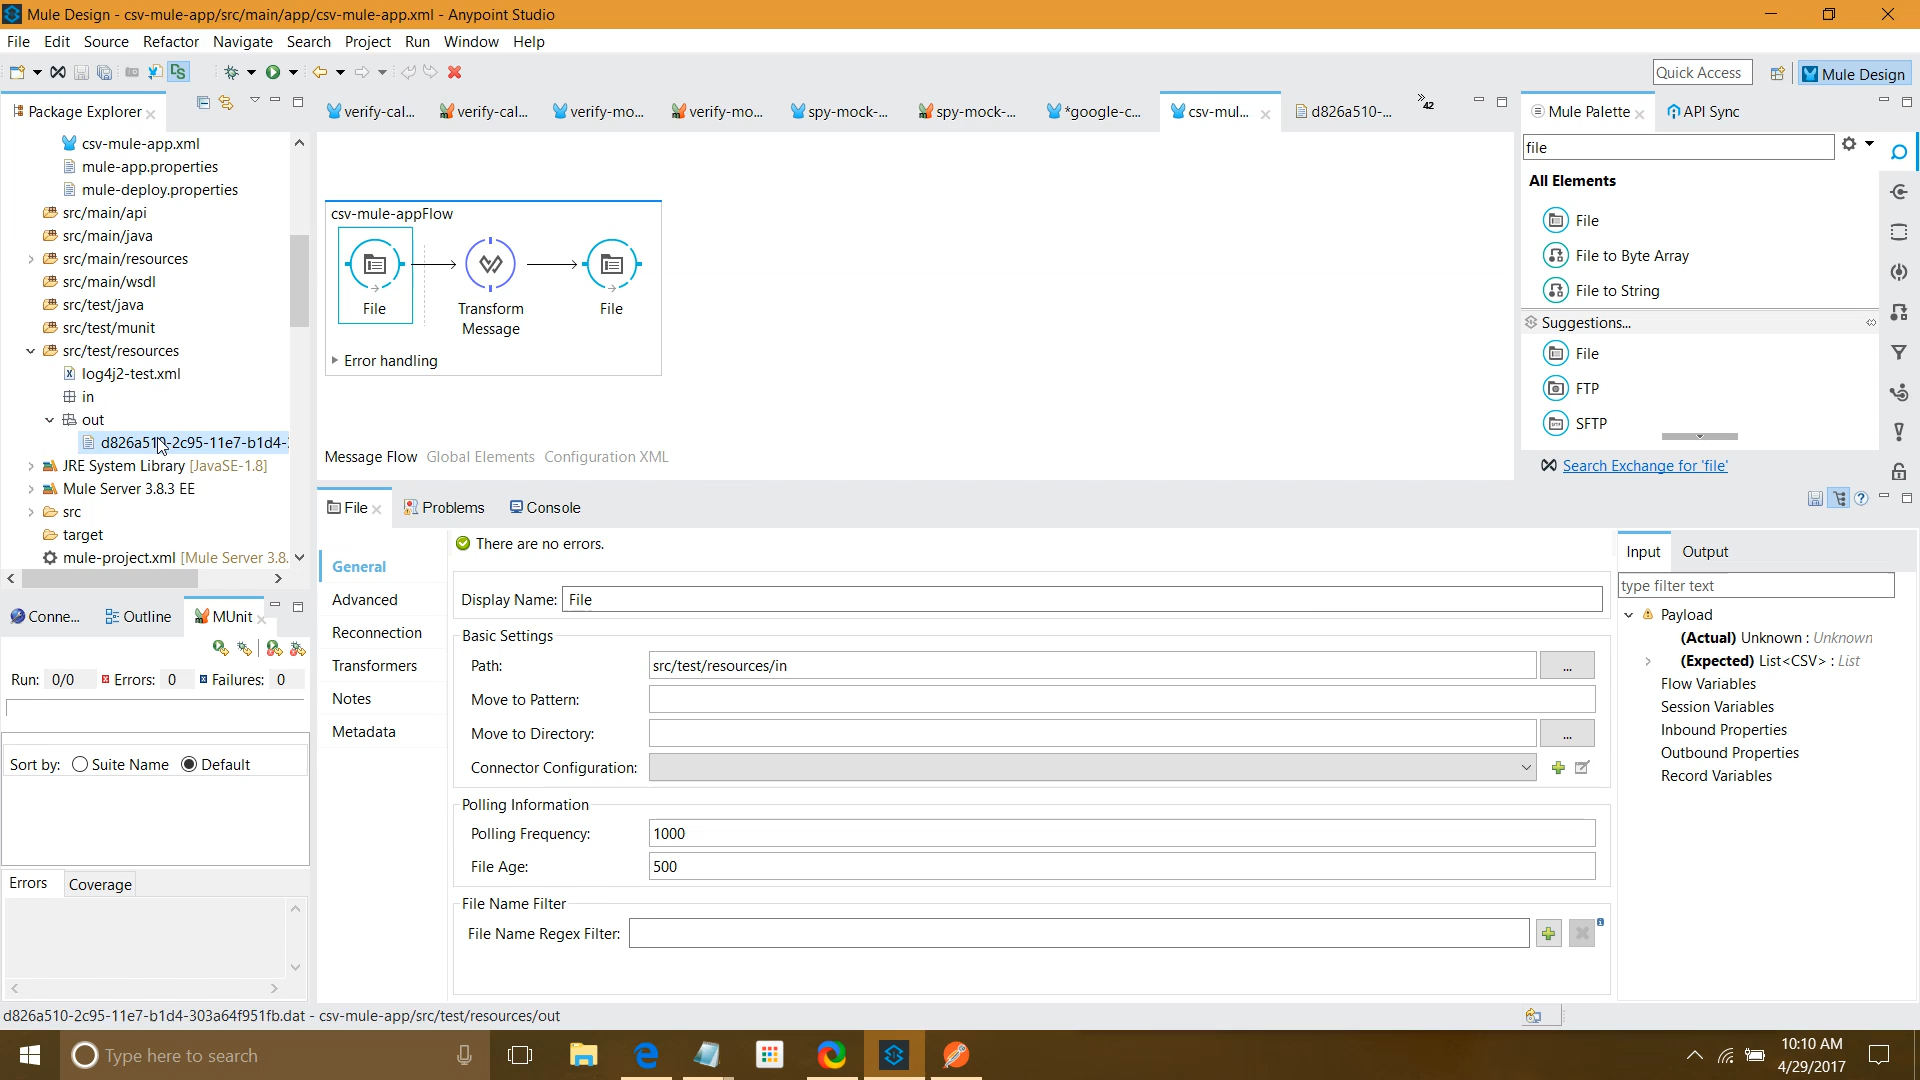 Mule Design - csv-mule-app/src/main/app/csv-mule-app.xml - Anypoint Studio
File Edit Source Refactor Navigate Search Project Run Window Help
Quick Access
Mule Design
Package Explorer
csv-mule-app.xml
mule-app.properties
mule-deploy.properties
src/main/api
src/main/java
src/main/resources
src/main/wsdl
src/test/java
src/test/munit
src/test/resources
log4j2-test.xml
in
out
d826a510-2c95-11e7-b1d4-
JRE System Library [JavaSE-1.8]
Mule Server 3.8.3 EE
src
target
mule-project.xml [Mule Server 3.8.
Conne... Outline MUnit
Run: 0/0 Errors: 0 Failures: 0
Sort by: Suite Name Default
Errors Coverage
verify-cal... verify-cal... verify-mo... verify-mo... spy-mock-... spy-mock-... *google-c... csv-mul... d826a510-... »42
csv-mule-appFlow
File
Transform
Message
File
Error handling
Message Flow Global Elements Configuration XML
Mule Palette API Sync
file
All Elements
File
File to Byte Array
File to String
Suggestions...
File
FTP
SFTP
Search Exchange for 'file'
File Problems Console
There are no errors.
General
Advanced
Reconnection
Transformers
Notes
Metadata
Display Name: File
Basic Settings
Path: src/test/resources/in ...
Move to Pattern:
Move to Directory: ...
Connector Configuration:
Polling Information
Polling Frequency: 1000
File Age: 500
File Name Filter
File Name Regex Filter:
Input Output
type filter text
Payload
(Actual) Unknown : Unknown
(Expected) List<CSV> : List
Flow Variables
Session Variables
Inbound Properties
Outbound Properties
Record Variables
d826a510-2c95-11e7-b1d4-303a64f951fb.dat - csv-mule-app/src/test/resources/out
Type here to search
10:10 AM
4/29/2017